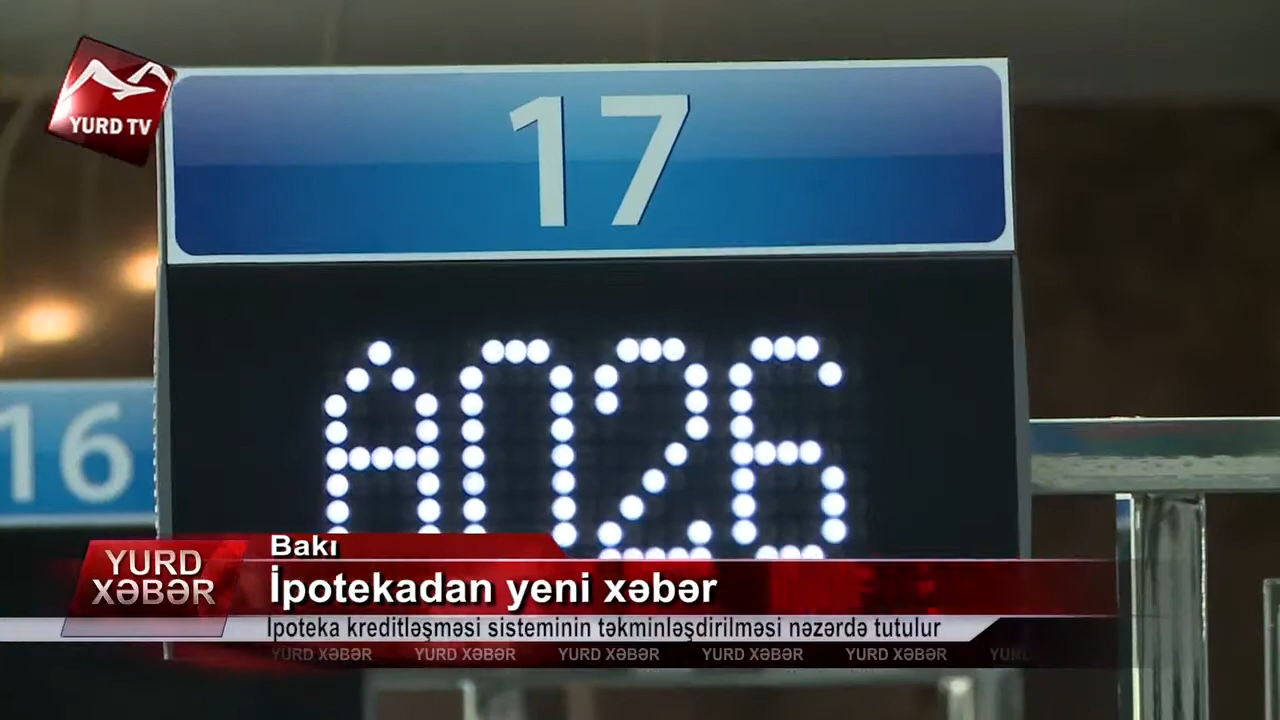 YURD TV
17
16
A026
YURD
XƏBƏR
Bakı
İpotekadan yeni xəbər
İpoteka kreditləşməsi sisteminin təkminləşdirilməsi nəzərdə tutulur
YURD XƏBƏR YURD XƏBƏR YURD XƏBƏR YURD XƏBƏR YURD XƏBƏR